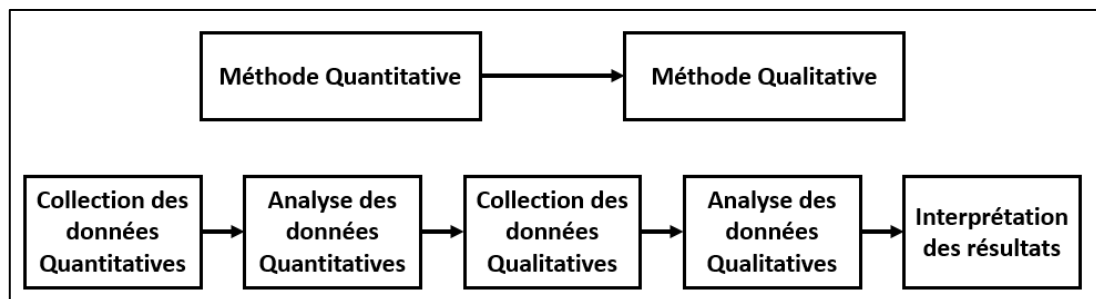 Méthode Quantitative
Méthode Qualitative
Collection des
données
Quantitatives
Analyse des
données
Quantitatives
Collection des
données
Qualitatives
Analyse des
données
Qualitatives
Interprétation
des résultats